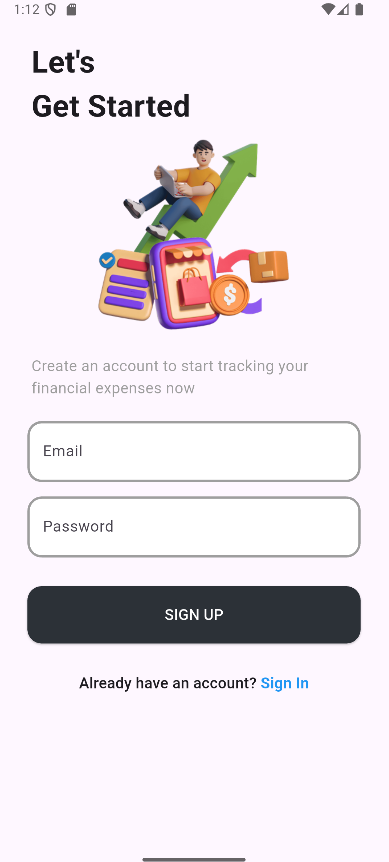 1:12
Let's
Get Started
$
Create an account to start tracking your
financial expenses now
Email
Password
SIGN UP
Already have an account? Sign In